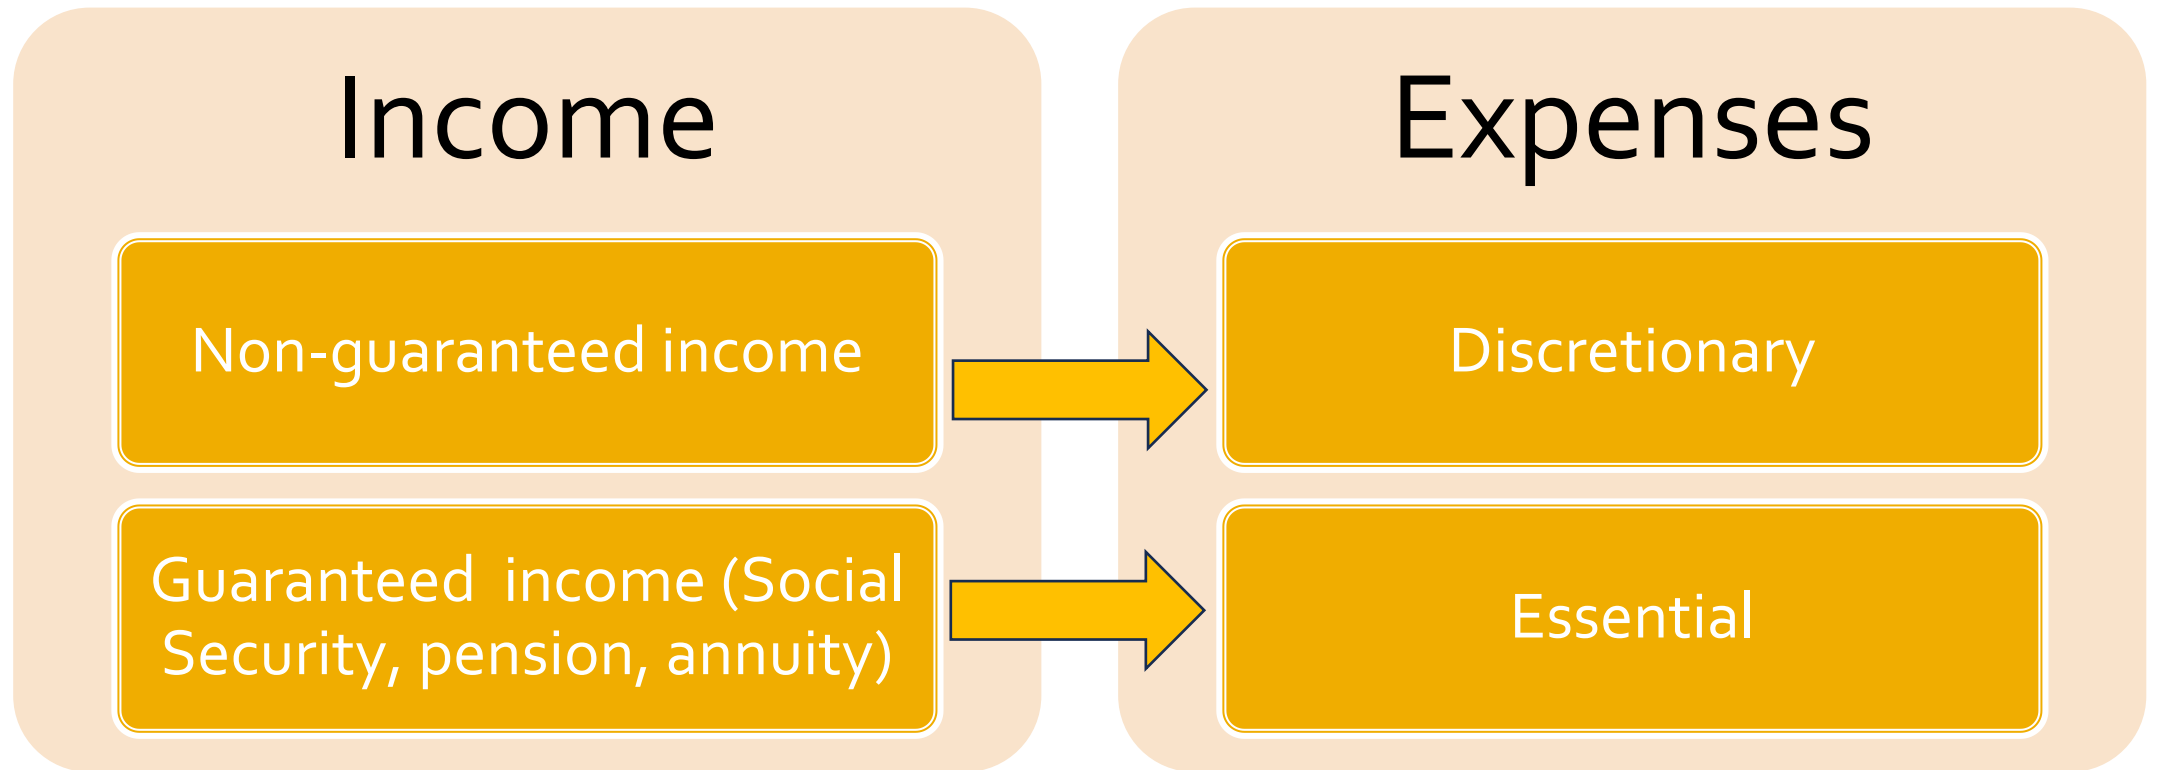 Income
Non-guaranteed income
Guaranteed  income (Social
Security, pension, annuity)
Expenses
Discretionary
Essential